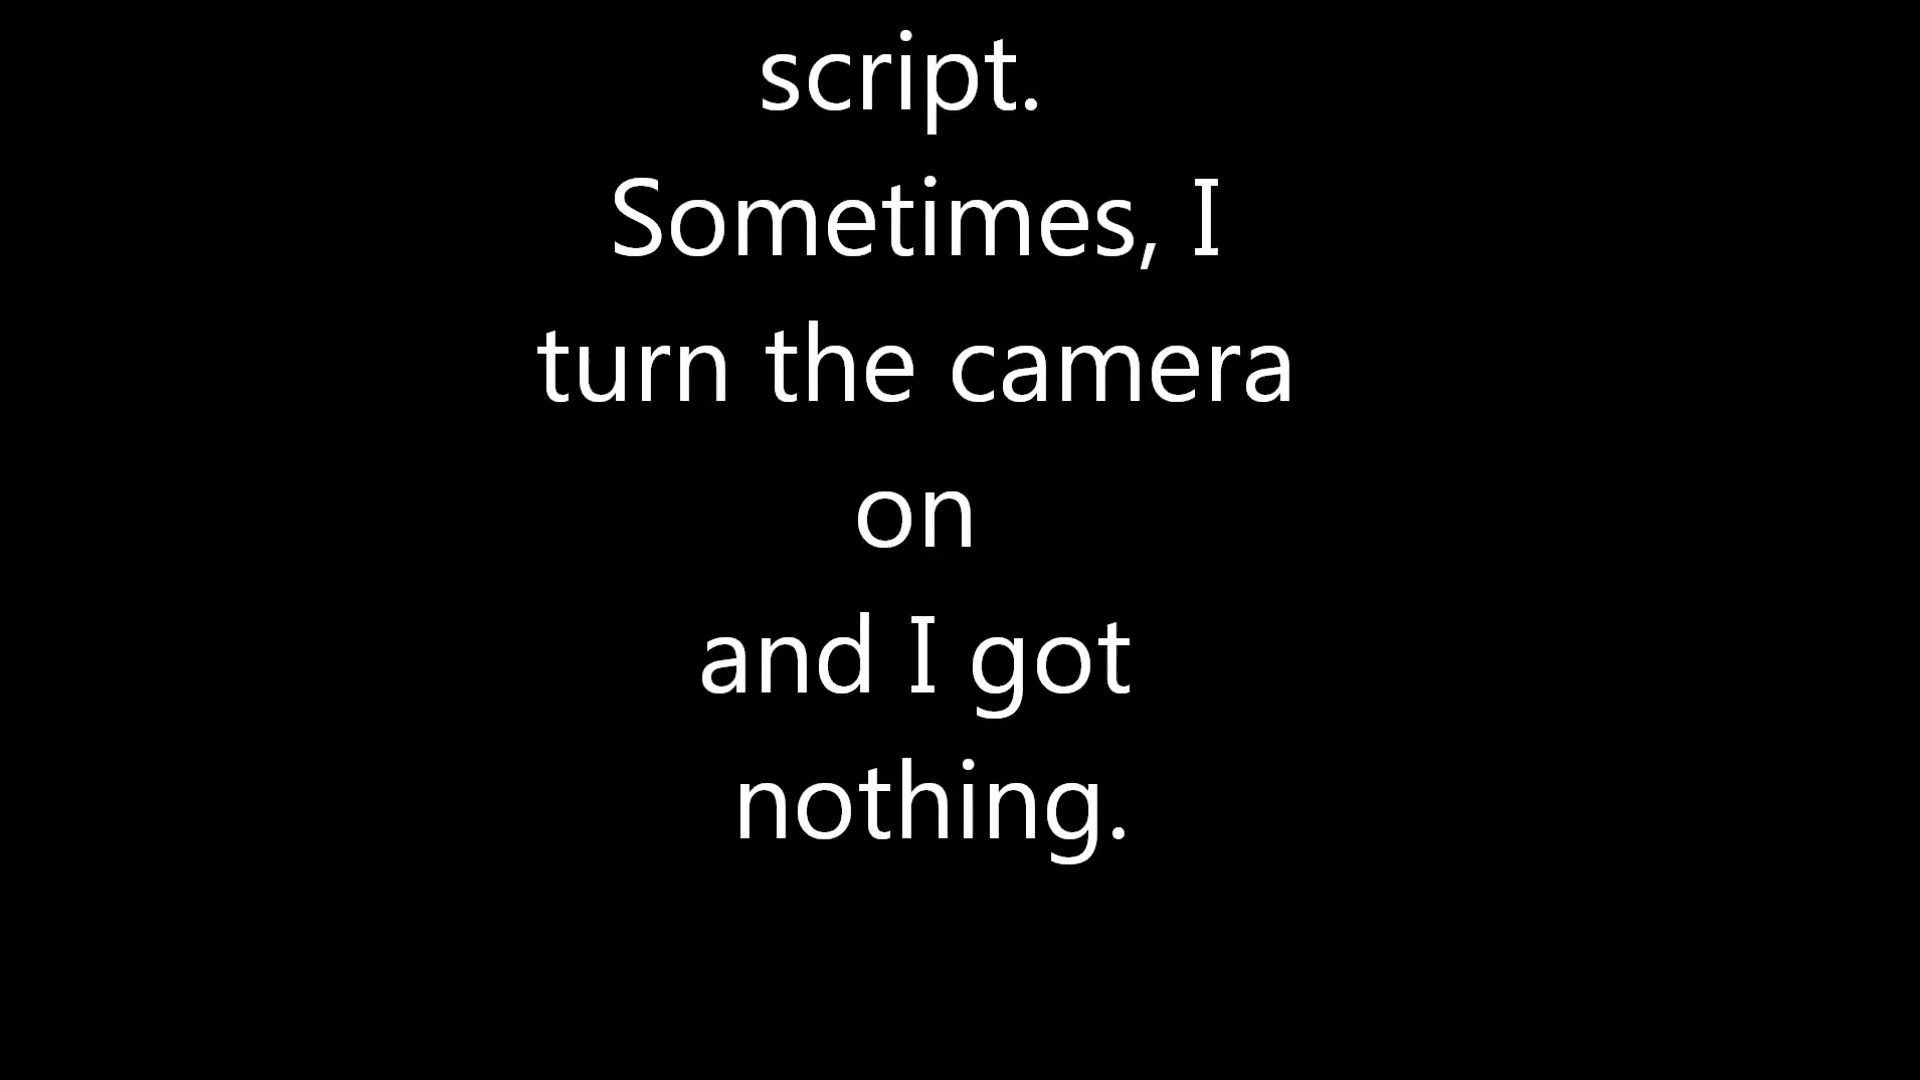 script.
Sometimes, I
turn the camera
on
and I got
nothing.